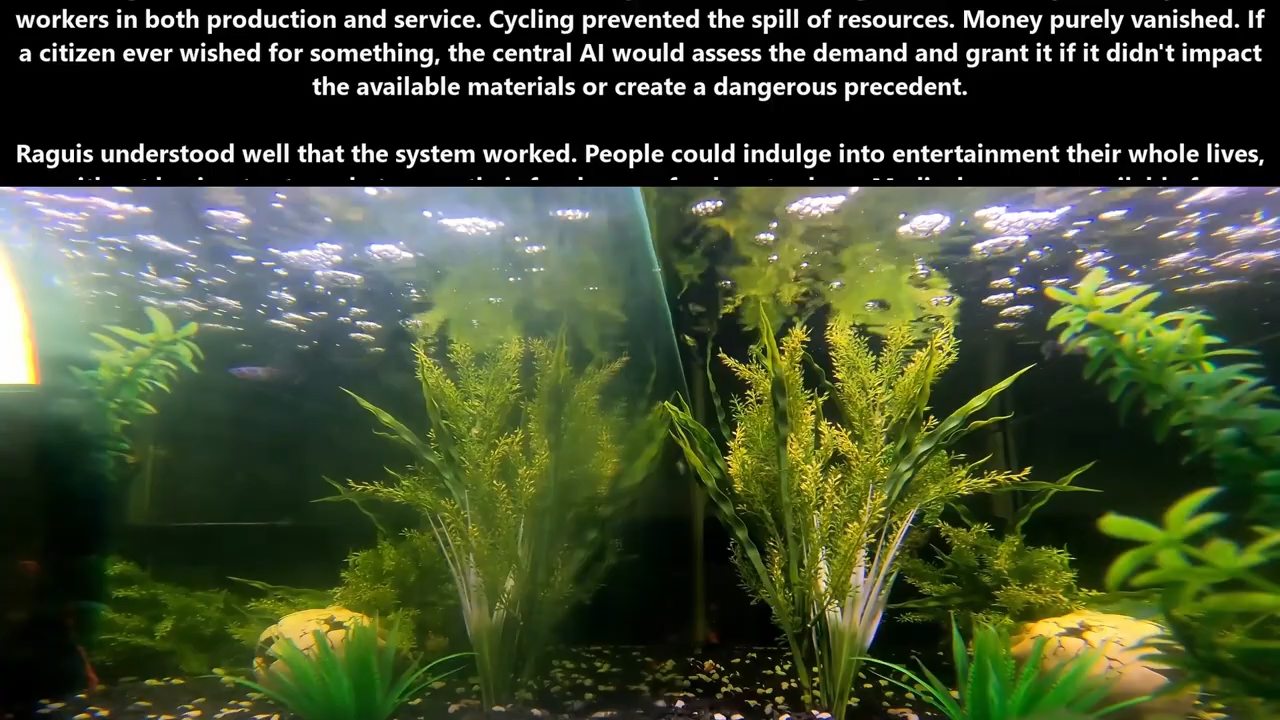 workers in both production and service. Cycling prevented the spill of resources. Money purely vanished. If
a citizen ever wished for something, the central AI would assess the demand and grant it if it didn't impact
the available materials or create a dangerous precedent.
Raguis understood well that the system worked. People could indulge into entertainment their whole lives,